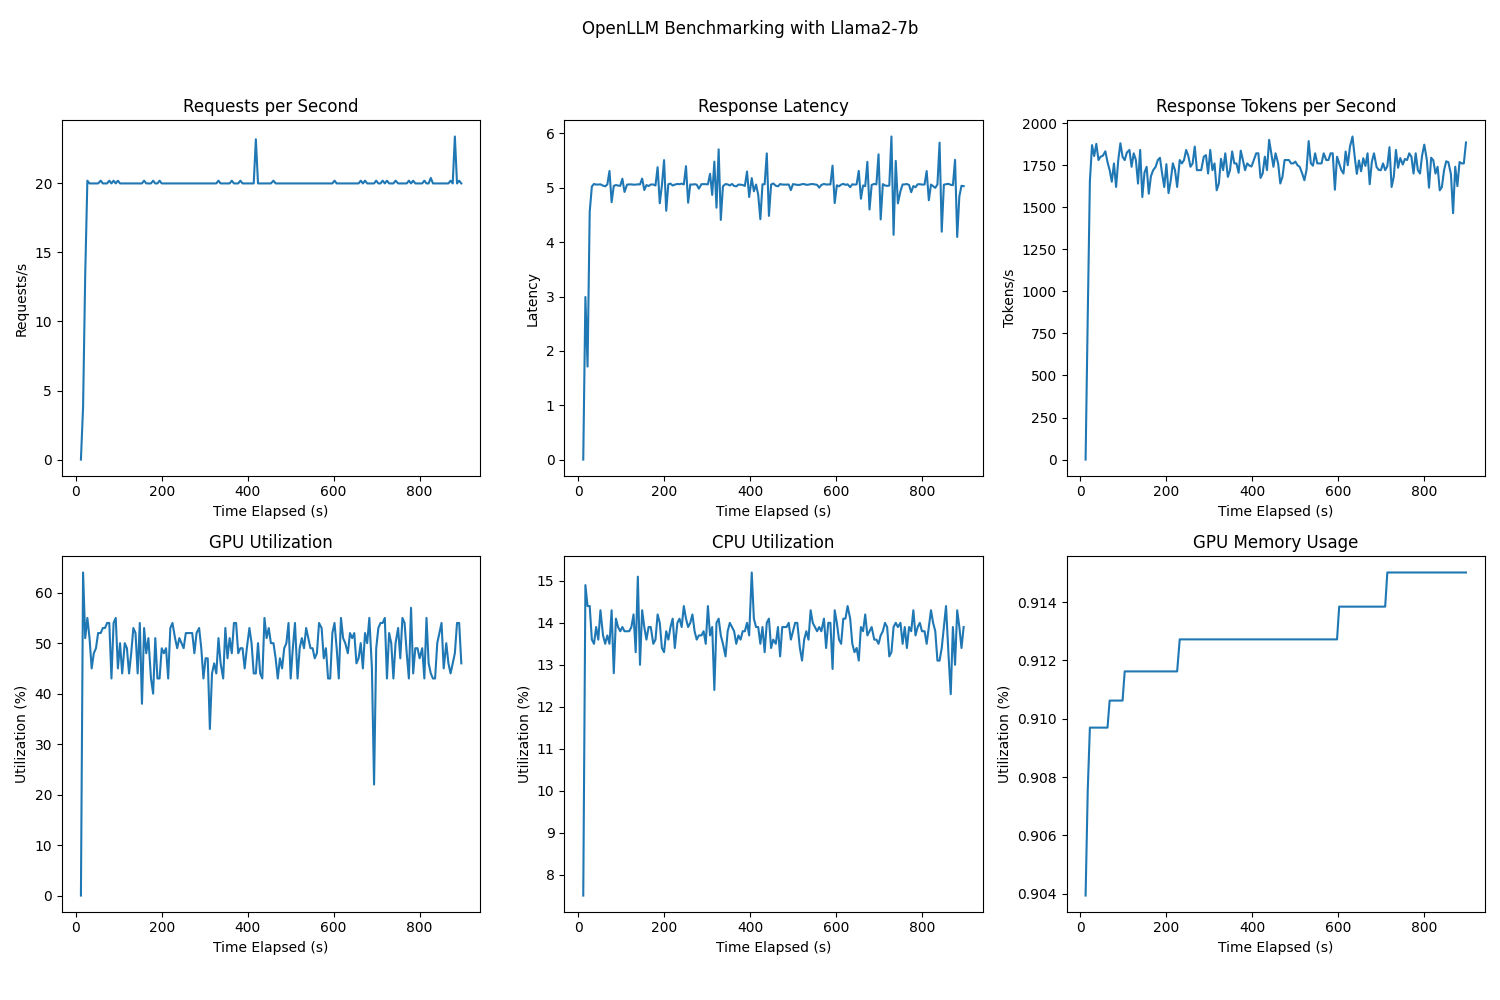 OpenLLM Benchmarking with Llama2-7b
Requests per Second
Requests/s
20
15
10
5
0
0 200 400 600 800
Time Elapsed (s)
Response Latency
Latency
6
5
4
3
2
1
0
0 200 400 600 800
Time Elapsed (s)
Response Tokens per Second
Tokens/s
2000
1750
1500
1250
1000
750
500
250
0
0 200 400 600 800
Time Elapsed (s)
GPU Utilization
Utilization (%)
60
50
40
30
20
10
0
0 200 400 600 800
Time Elapsed (s)
CPU Utilization
Utilization (%)
15
14
13
12
11
10
9
8
0 200 400 600 800
Time Elapsed (s)
GPU Memory Usage
Utilization (%)
0.914
0.912
0.910
0.908
0.906
0.904
0 200 400 600 800
Time Elapsed (s)